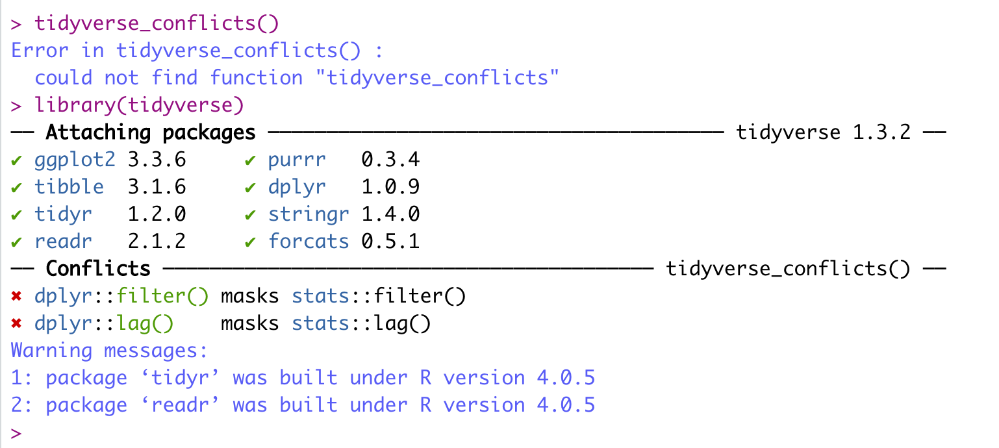 > tidyverse_conflicts()
Error in tidyverse_conflicts() :
  could not find function "tidyverse_conflicts"
> library(tidyverse)
── Attaching packages ─────────────────────────────────────── tidyverse 1.3.2 ──
✔ ggplot2 3.3.6     ✔ purrr   0.3.4
✔ tibble  3.1.6     ✔ dplyr   1.0.9
✔ tidyr   1.2.0     ✔ stringr 1.4.0
✔ readr   2.1.2     ✔ forcats 0.5.1
── Conflicts ────────────────────────────────────────── tidyverse_conflicts() ──
✖ dplyr::filter() masks stats::filter()
✖ dplyr::lag()    masks stats::lag()
Warning messages:
1: package ‘tidyr’ was built under R version 4.0.5
2: package ‘readr’ was built under R version 4.0.5
>